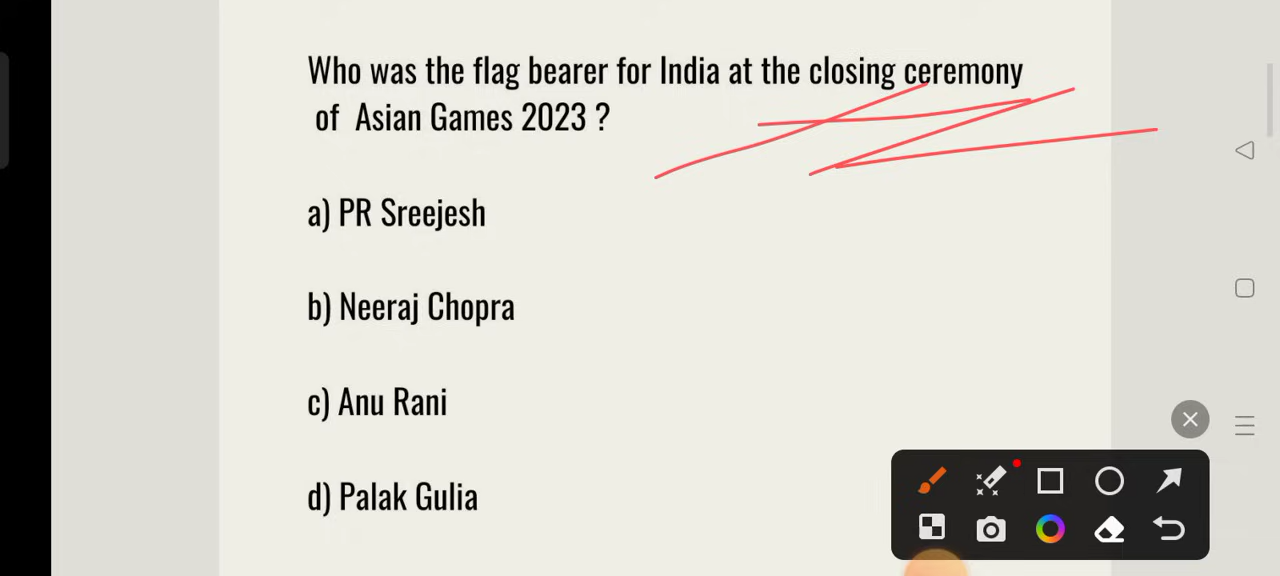 Who was the flag bearer for India at the closing ceremony
of Asian Games 2023 ?
a) PR Sreejesh
b) Neeraj Chopra
c) Anu Rani
d) Palak Gulia